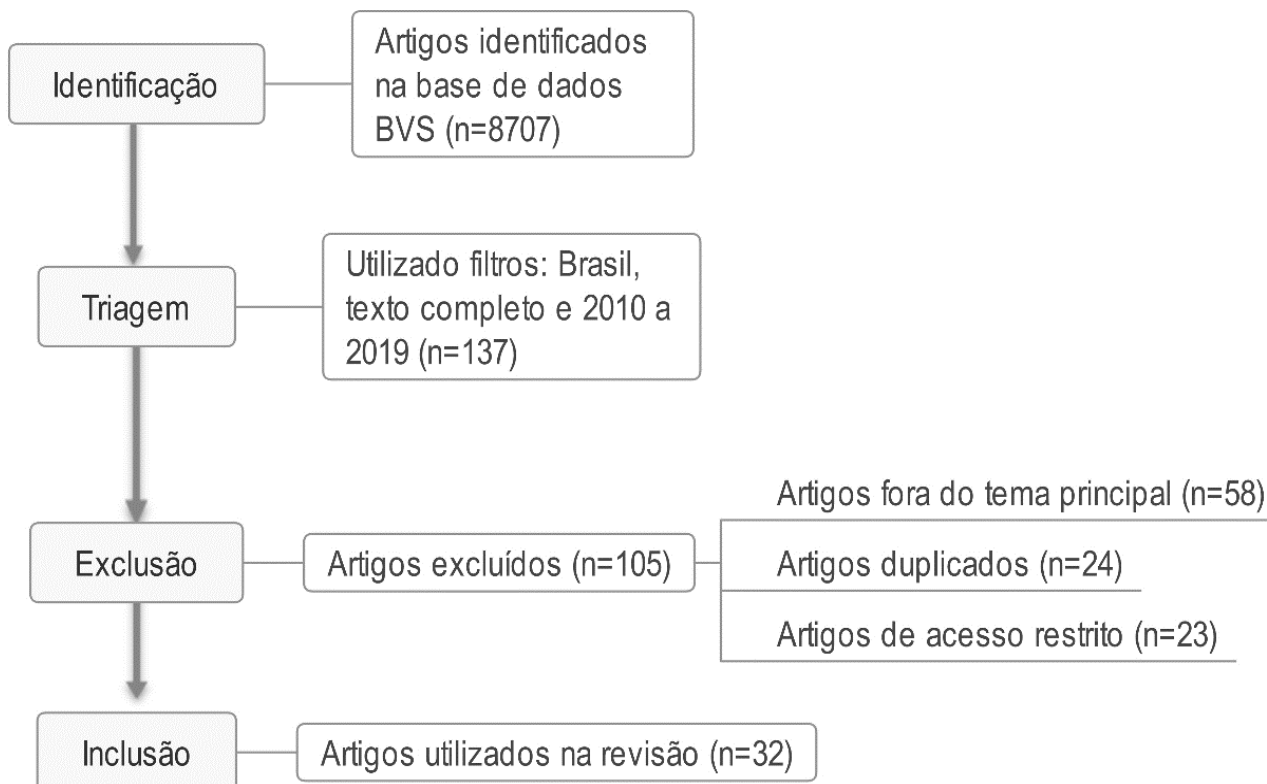 Identificação
Artigos identificados
na base de dados
BVS (n=8707)
Triagem
Utilizado filtros: Brasil,
texto completo e 2010 a
2019 (n=137)
Exclusão
Artigos excluídos (n=105)
Artigos fora do tema principal (n=58)
Artigos duplicados (n=24)
Artigos de acesso restrito (n=23)
Inclusão
Artigos utilizados na revisão (n=32)